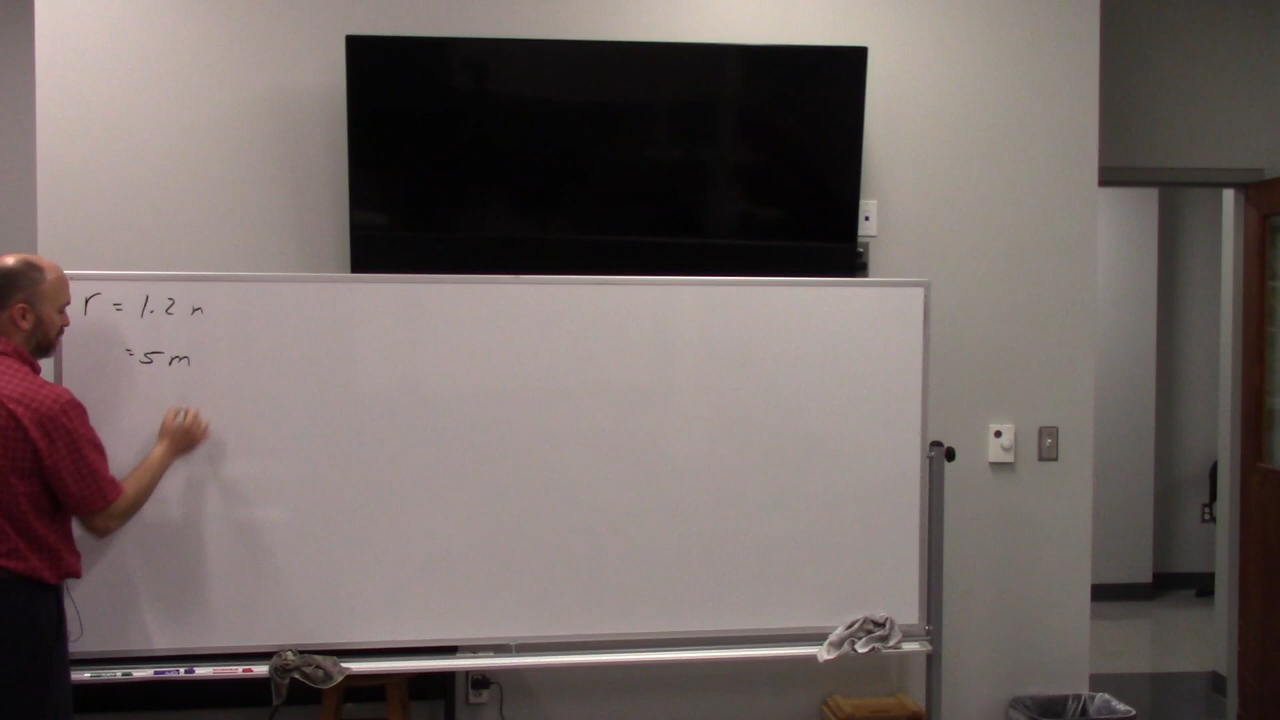 r = 1.2 m
= 5 m